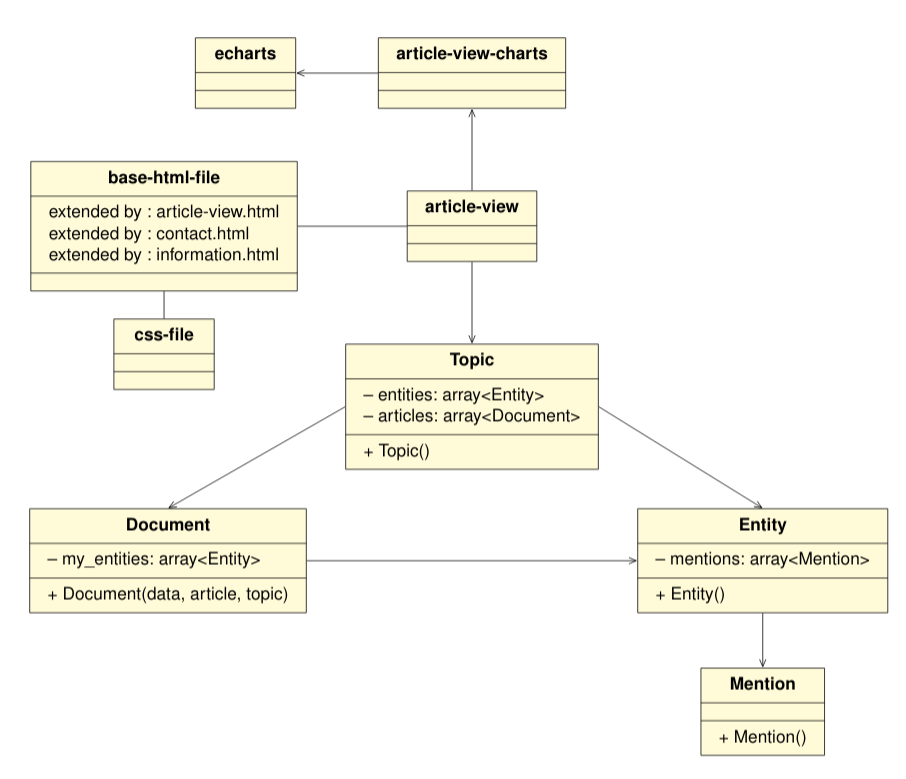 echarts
article-view-charts
base-html-file
extended by : article-view.html
extended by : contact.html
extended by : information.html
article-view
css-file
Topic
– entities: array<Entity>
– articles: array<Document>
+ Topic()
Document
– my_entities: array<Entity>
+ Document(data, article, topic)
Entity
– mentions: array<Mention>
+ Entity()
Mention
+ Mention()